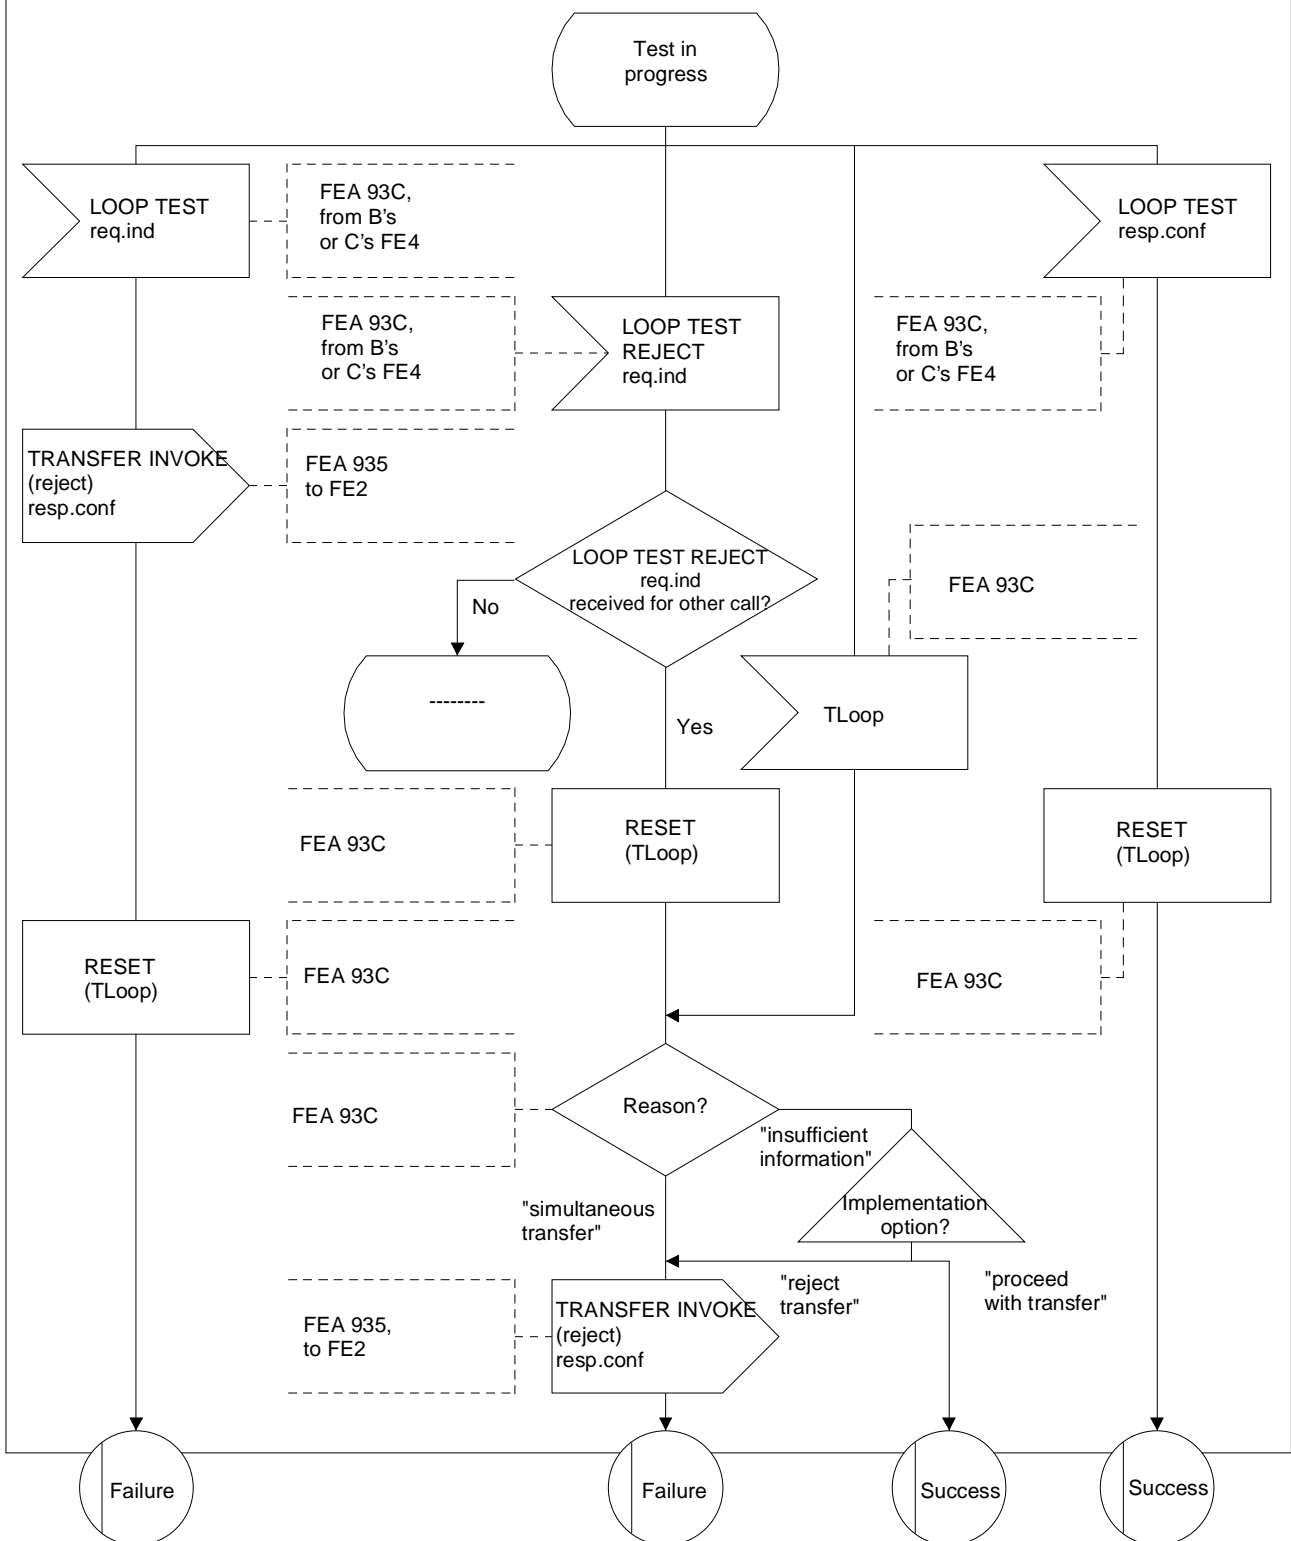 Test in
progress
LOOP TEST
req.ind
FEA 93C,
from B's
or C's FE4
LOOP TEST
resp.conf
FEA 93C,
from B's
or C's FE4
LOOP TEST
REJECT
req.ind
FEA 93C,
from B's
or C's FE4
TRANSFER INVOKE
(reject)
resp.conf
FEA 935
to FE2
LOOP TEST REJECT
req.ind
received for other call?
No
FEA 93C
--------
Yes
TLoop
FEA 93C
RESET
(TLoop)
RESET
(TLoop)
RESET
(TLoop)
FEA 93C
FEA 93C
FEA 93C
Reason?
"insufficient
information"
"simultaneous
transfer"
Implementation
option?
"reject
transfer"
"proceed
with transfer"
FEA 935,
to FE2
TRANSFER INVOKE
(reject)
resp.conf
Failure
Failure
Success
Success